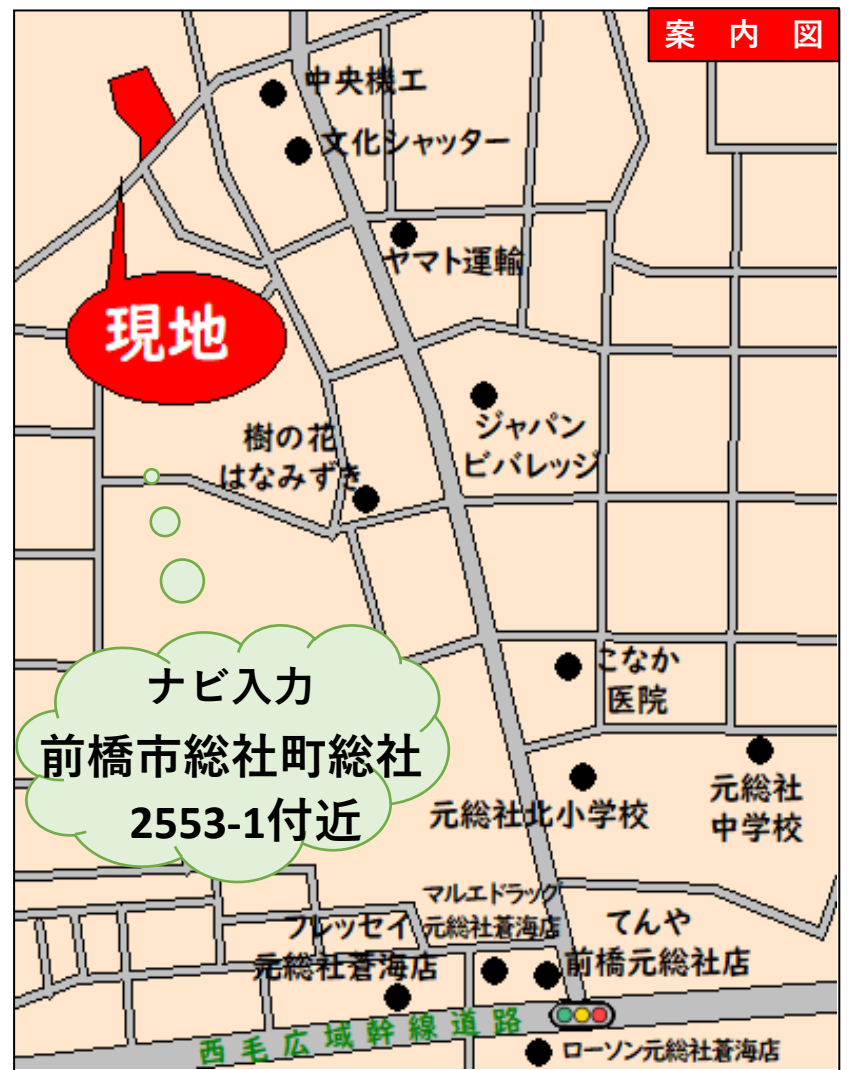 案内図
中央機工
文化シャッター
ヤマト運輸
現地
ジャパン
ビバレッジ
樹の花
はなみずき
こなか
医院
ナビ入力
前橋市総社町総社
2553-1付近
元総社北小学校
元総社
中学校
マルエドラッグ
元総社蒼海店
フレッセイ
元総社蒼海店
てんや
前橋元総社店
西毛広域幹線道路
ローソン元総社蒼海店